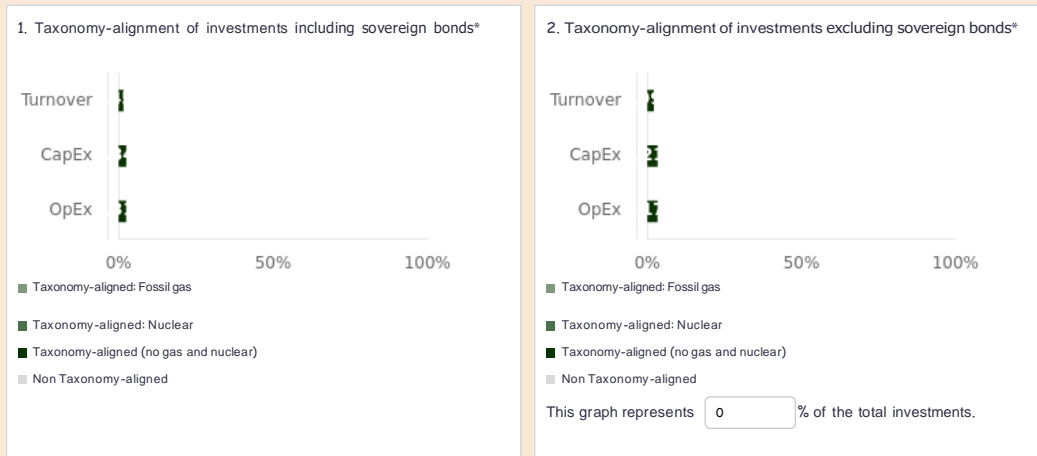 1. Taxonomy-alignment of investments including sovereign bonds*
Turnover
CapEx
OpEx
0% 50% 100%
Taxonomy-aligned: Fossil gas
Taxonomy-aligned: Nuclear
Taxonomy-aligned (no gas and nuclear)
Non Taxonomy-aligned
2. Taxonomy-alignment of investments excluding sovereign bonds*
Turnover
CapEx
OpEx
0% 50% 100%
Taxonomy-aligned: Fossil gas
Taxonomy-aligned: Nuclear
Taxonomy-aligned (no gas and nuclear)
Non Taxonomy-aligned
This graph represents 0 % of the total investments.